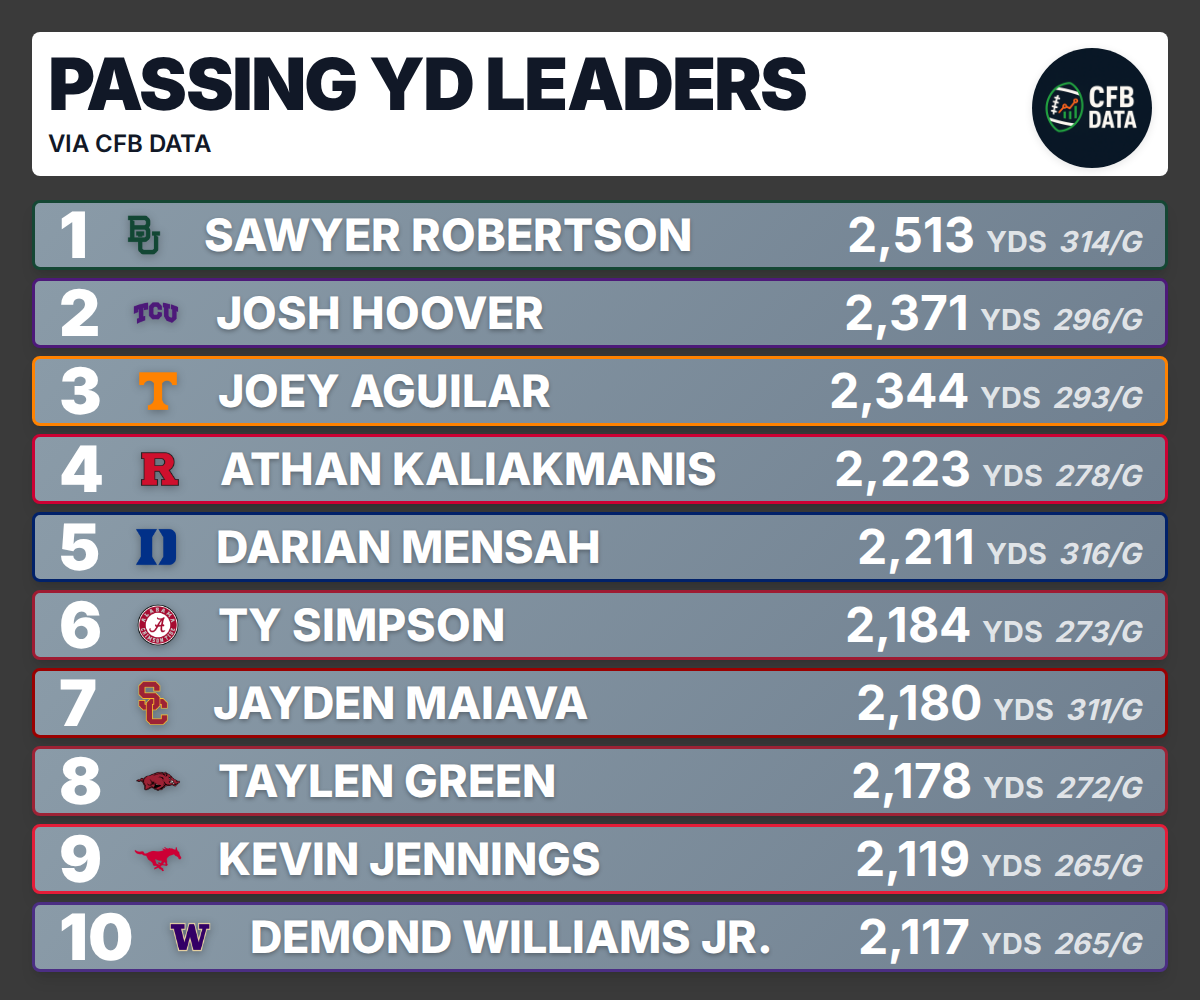 PASSING YD LEADERS
VIA CFB DATA
CFB
DATA
1 BU SAWYER ROBERTSON 2,513 YDS 314/G
2 TCU JOSH HOOVER 2,371 YDS 296/G
3 T JOEY AGUILAR 2,344 YDS 293/G
4 R ATHAN KALIAKMANIS 2,223 YDS 278/G
5 D DARIAN MENSAH 2,211 YDS 316/G
6 ALABAMA A CRIMSON TIDE TY SIMPSON 2,184 YDS 273/G
7 SC JAYDEN MAIAVA 2,180 YDS 311/G
8 TAYLEN GREEN 2,178 YDS 272/G
9 KEVIN JENNINGS 2,119 YDS 265/G
10 W DEMOND WILLIAMS JR. 2,117 YDS 265/G